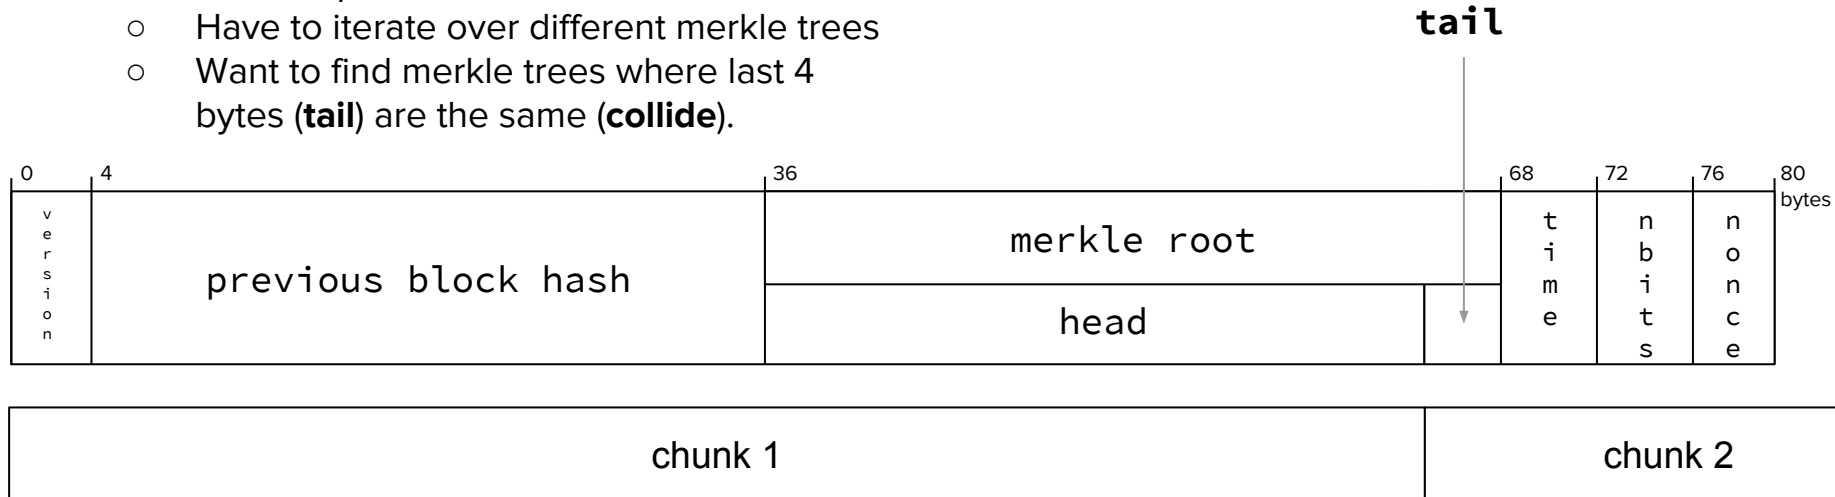 ○ Have to iterate over different merkle trees
○ Want to find merkle trees where last 4
bytes (tail) are the same (collide).
tail
0 4 36 68 72 76 80
bytes
version
previous block hash
merkle root
head
time
nbits
nonce
chunk 1
chunk 2